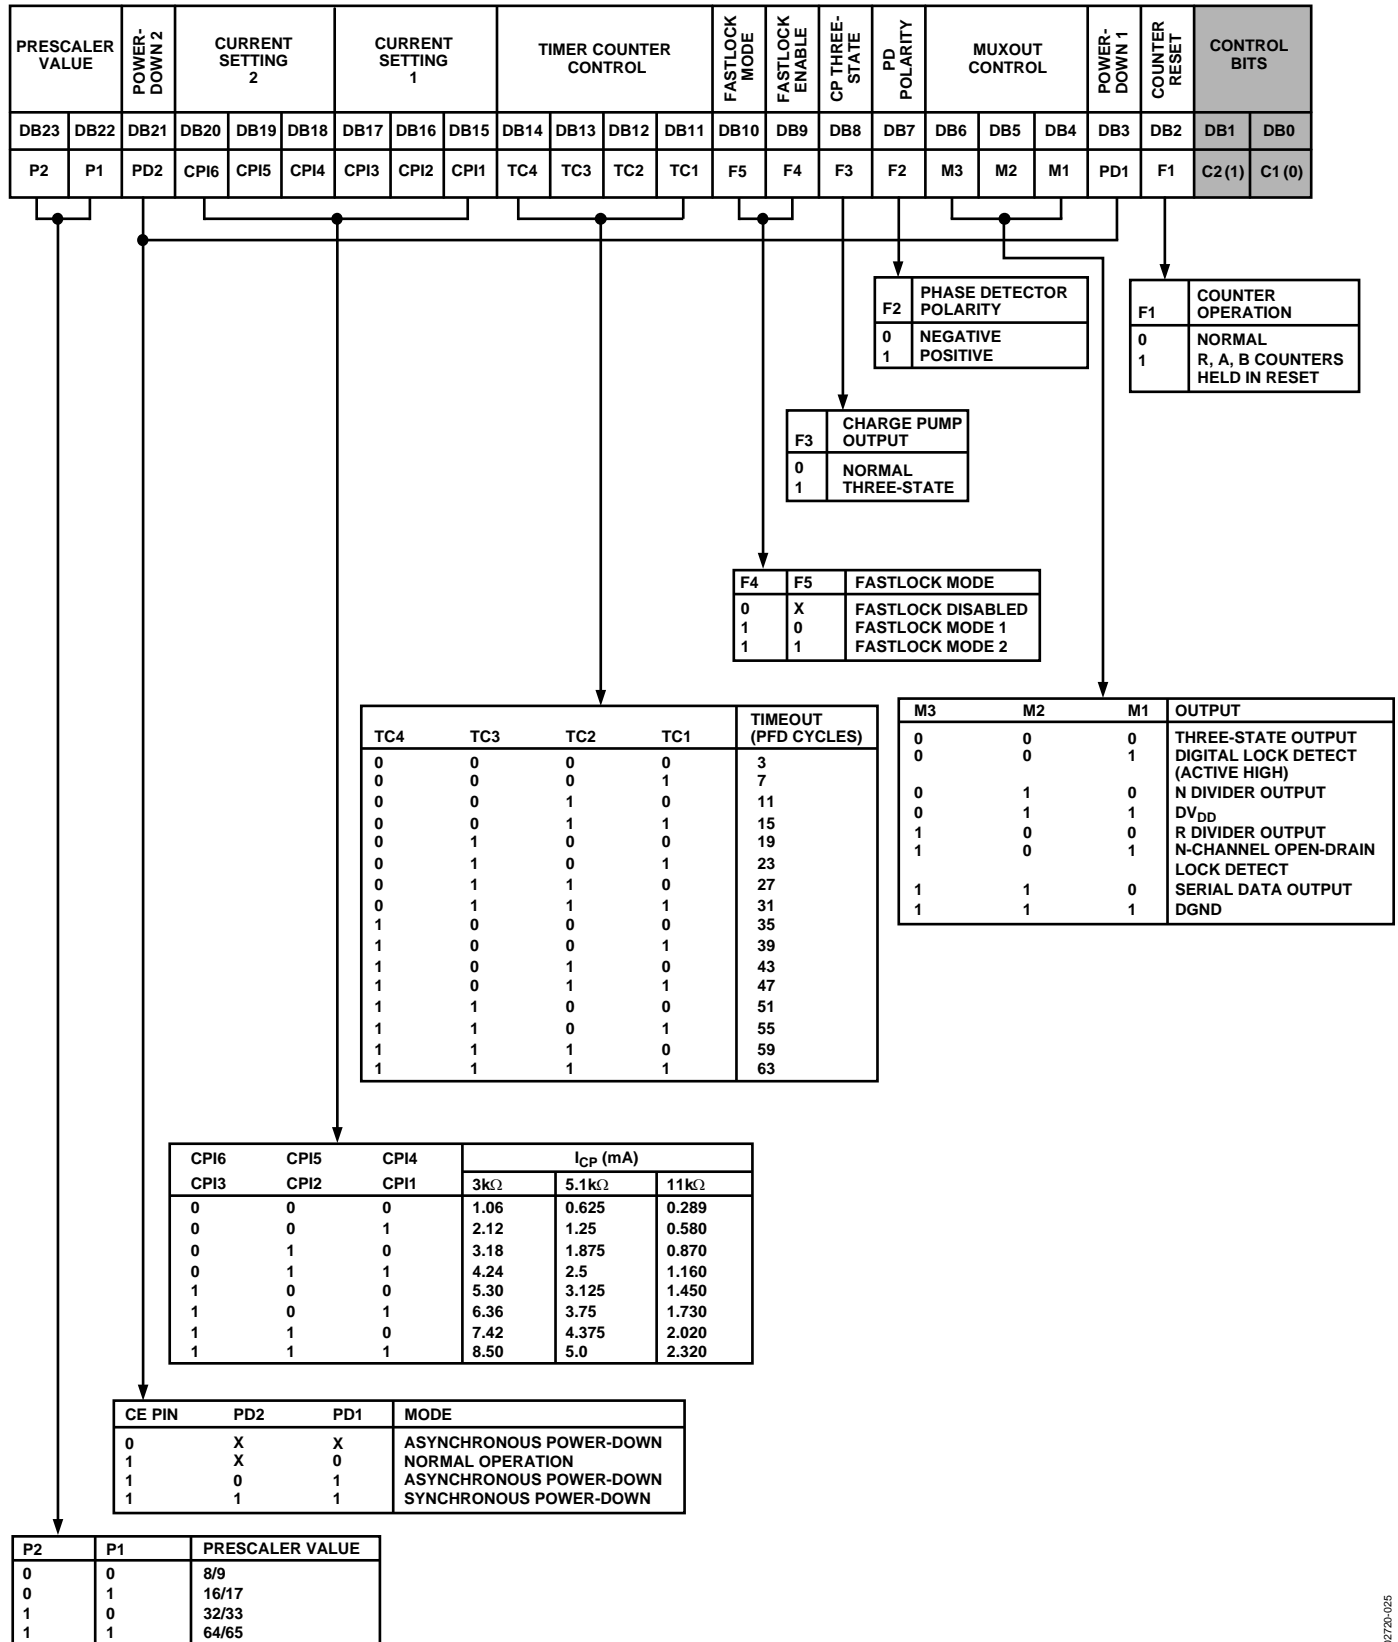 PRESCALER VALUE POWER-DOWN 2 CURRENT SETTING 2 CURRENT SETTING 1 TIMER COUNTER CONTROL FASTLOCK MODE FASTLOCK ENABLE CP THREE-STATE PD POLARITY MUXOUT CONTROL POWER-DOWN 1 COUNTER RESET CONTROL BITS
DB23 DB22 DB21 DB20 DB19 DB18 DB17 DB16 DB15 DB14 DB13 DB12 DB11 DB10 DB9 DB8 DB7 DB6 DB5 DB4 DB3 DB2 DB1 DB0
P2 P1 PD2 CPI6 CPI5 CPI4 CPI3 CPI2 CPI1 TC4 TC3 TC2 TC1 F5 F4 F3 F2 M3 M2 M1 PD1 F1 C2 (1) C1 (0)
F2 PHASE DETECTOR POLARITY
0 NEGATIVE
1 POSITIVE
F1 COUNTER OPERATION
0 NORMAL
1 R, A, B COUNTERS
HELD IN RESET
F3 CHARGE PUMP OUTPUT
0 NORMAL
1 THREE-STATE
F4 F5 FASTLOCK MODE
0 X FASTLOCK DISABLED
1 0 FASTLOCK MODE 1
1 1 FASTLOCK MODE 2
TC4 TC3 TC2 TC1 TIMEOUT (PFD CYCLES)
0 0 0 0 3
0 0 0 1 7
0 0 1 0 11
0 0 1 1 15
0 1 0 0 19
0 1 0 1 23
0 1 1 0 27
0 1 1 1 31
1 0 0 0 35
1 0 0 1 39
1 0 1 0 43
1 0 1 1 47
1 1 0 0 51
1 1 0 1 55
1 1 1 0 59
1 1 1 1 63
M3 M2 M1 OUTPUT
0 0 0 THREE-STATE OUTPUT
0 0 1 DIGITAL LOCK DETECT
(ACTIVE HIGH)
0 1 0 N DIVIDER OUTPUT
0 1 1 DVDD
1 0 0 R DIVIDER OUTPUT
1 0 1 N-CHANNEL OPEN-DRAIN
LOCK DETECT
1 1 0 SERIAL DATA OUTPUT
1 1 1 DGND
CPI6 CPI5 CPI4 ICP (mA)
CPI3 CPI2 CPI1 3kΩ 5.1kΩ 11kΩ
0 0 0 1.06 0.625 0.289
0 0 1 2.12 1.25 0.580
0 1 0 3.18 1.875 0.870
0 1 1 4.24 2.5 1.160
1 0 0 5.30 3.125 1.450
1 0 1 6.36 3.75 1.730
1 1 0 7.42 4.375 2.020
1 1 1 8.50 5.0 2.320
CE PIN PD2 PD1 MODE
0 X X ASYNCHRONOUS POWER-DOWN
1 X 0 NORMAL OPERATION
1 0 1 ASYNCHRONOUS POWER-DOWN
1 1 1 SYNCHRONOUS POWER-DOWN
P2 P1 PRESCALER VALUE
0 0 8/9
0 1 16/17
1 0 32/33
1 1 64/65